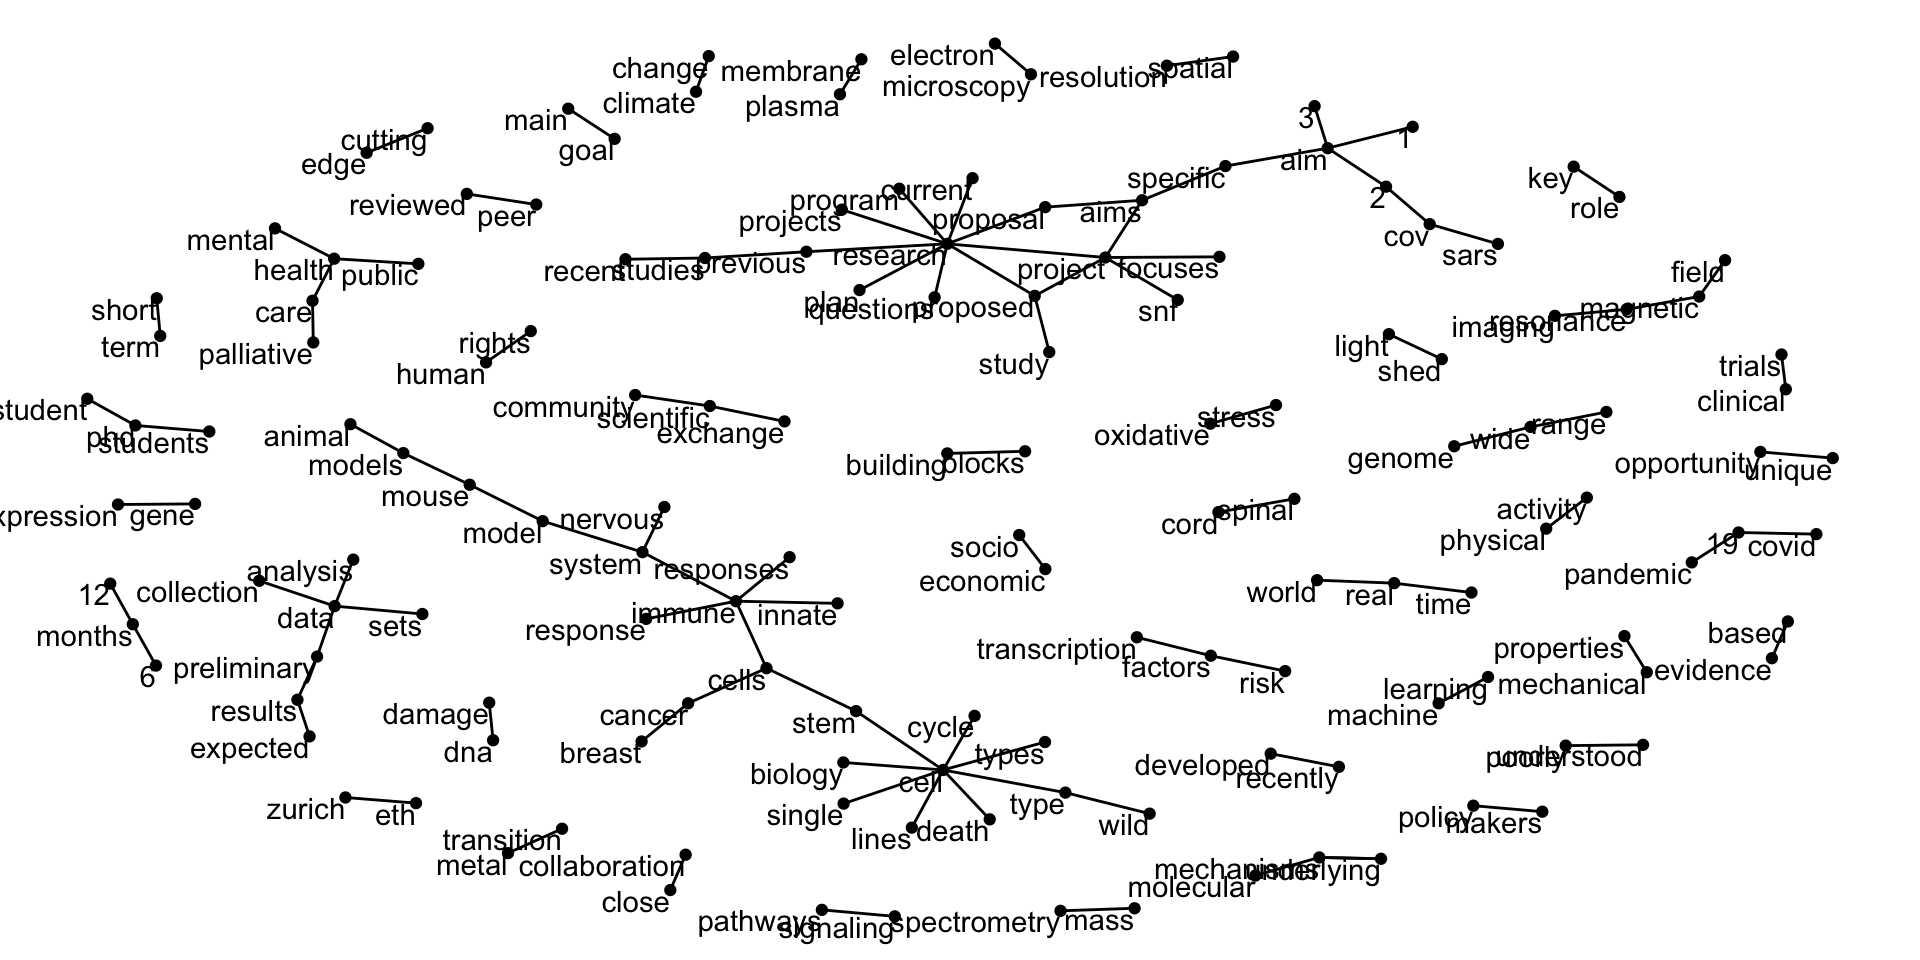 electron
change
membrane
spatial
climate
microscopy
resolution
plasma
main
3
cutting
1
goal
edge
aim
key
specific
current
program
2
reviewed
role
peer
projects
proposal
aims
mental
cov
health
public
recent
studies
previous
research
project
focuses
sars
field
short
care
plan
questions
proposed
snf
imaging
resonance
magnetic
term
palliative
rights
light
human
study
shed
trials
clinical
student
community
scientific
exchange
stress
phd
students
animal
oxidative
wide
range
models
building
blocks
genome
opportunity
unique
mouse
xpression
gene
model
nervous
cord
spinal
activity
physical
system
socio
19
covid
analysis
responses
economic
pandemic
12
collection
world
real
time
data
sets
immune
innate
months
response
transcription
factors
risk
properties
based
6
preliminary
cells
mechanical
evidence
learning
results
damage
cancer
stem
cycle
machine
expected
dna
breast
types
biology
developed
recently
poorly
understood
cell
zurich
eth
single
type
wild
policy
makers
transition
lines
death
metal
collaboration
mechanisms
underlying
close
molecular
pathways
signaling
spectrometry
mass